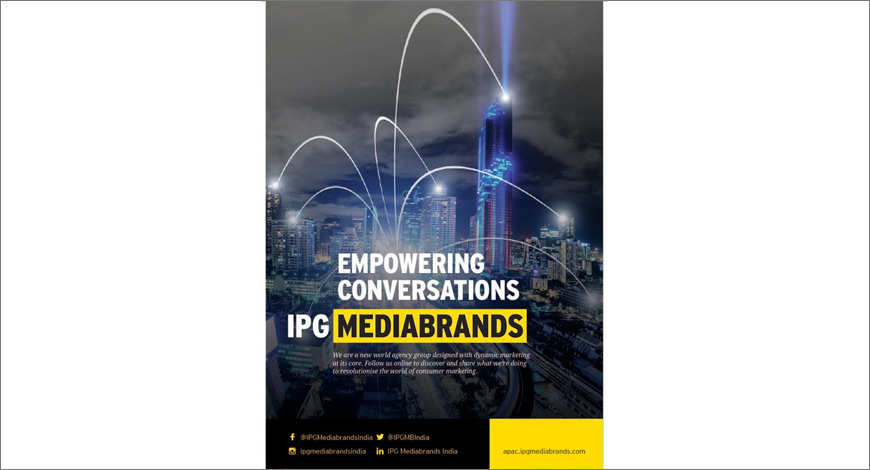 EMPOWERING
CONVERSATIONS
IPG MEDIABRANDS
We are a new world agency group designed with dynamic marketing
at its core. Follow us online to discover and share what we're doing
to revolutionise the world of consumer marketing.
@IPGMediabrandsIndia @IPGMBIndia
ipgmediabrandsindia IPG Mediabrands India
apac.ipgmediabrands.com